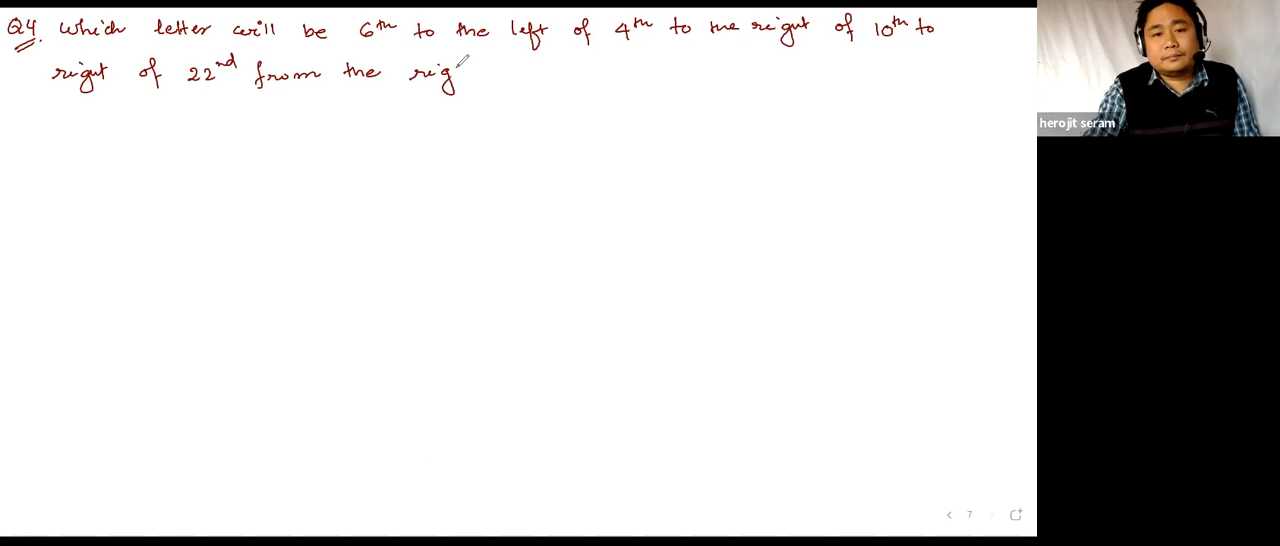 Q4. Which letter will be 6th to the left of 4th to the right of 10th to
right of 22nd from the rig
herojit seram
7